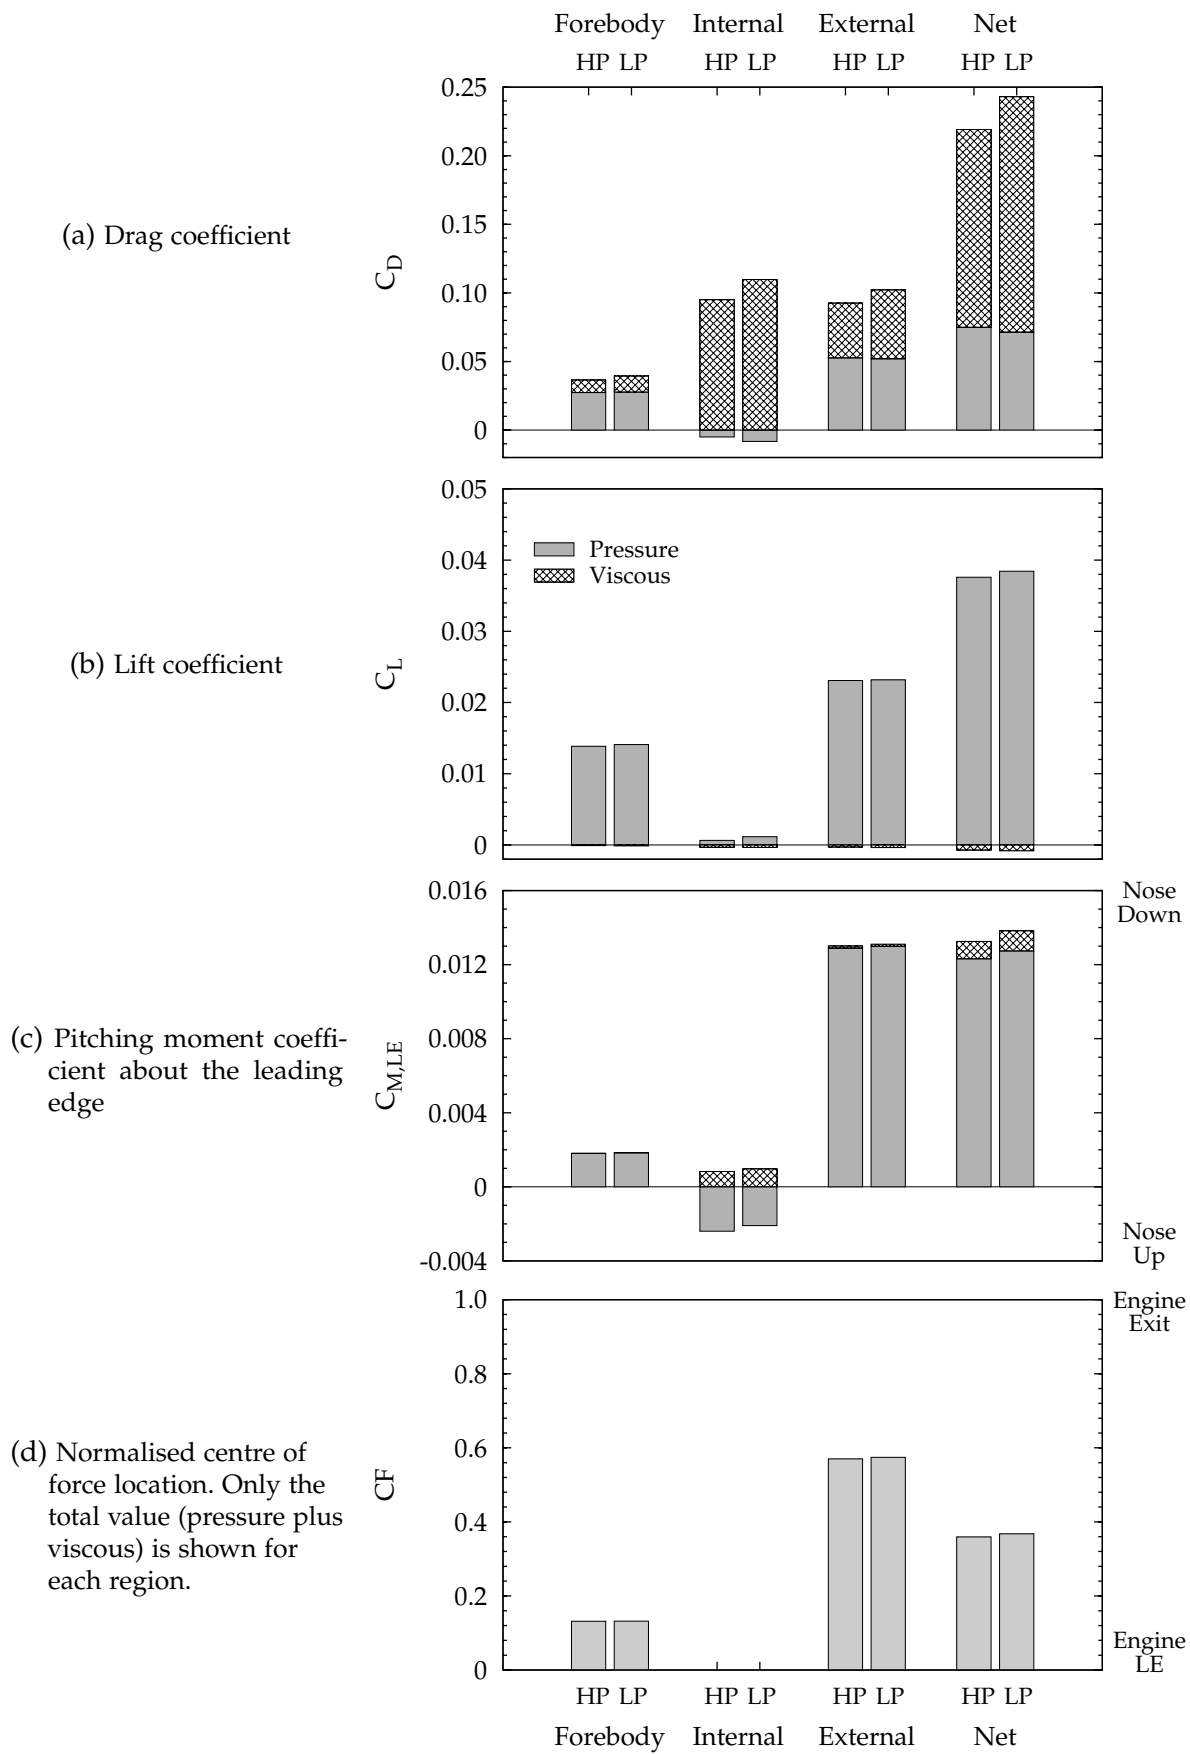 Forebody Internal External Net
HP LP HP LP HP LP HP LP
0.25
0.20
0.15
0.10
0.05
0
(a) Drag coefficient
C_D
0.05
0.04
0.03
0.02
0.01
0
Pressure
Viscous
(b) Lift coefficient
C_L
0.016
0.012
0.008
0.004
0
-0.004
Nose
Down
Nose
Up
(c) Pitching moment coeffi-
cient about the leading
edge
C_M,LE
1.0
0.8
0.6
0.4
0.2
0
Engine
Exit
Engine
LE
(d) Normalised centre of
force location. Only the
total value (pressure plus
viscous) is shown for
each region.
CF
HP LP HP LP HP LP HP LP
Forebody Internal External Net